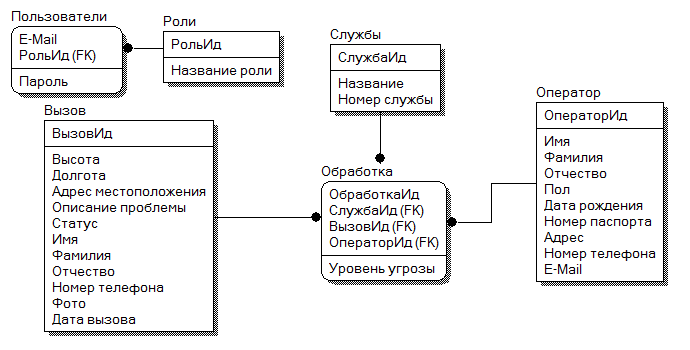 Пользователи
E-Mail
РольИд (FK)
Пароль
Роли
РольИд
Название роли
Службы
СлужбаИд
Название
Номер службы
Оператор
ОператорИд
Имя
Фамилия
Отчество
Пол
Дата рождения
Номер паспорта
Адрес
Номер телефона
E-Mail
Вызов
ВызовИд
Высота
Долгота
Адрес местоположения
Описание проблемы
Статус
Имя
Фамилия
Отчество
Номер телефона
Фото
Дата вызова
Обработка
ОбработкаИд
СлужбаИд (FK)
ВызовИд (FK)
ОператорИд (FK)
Уровень угрозы